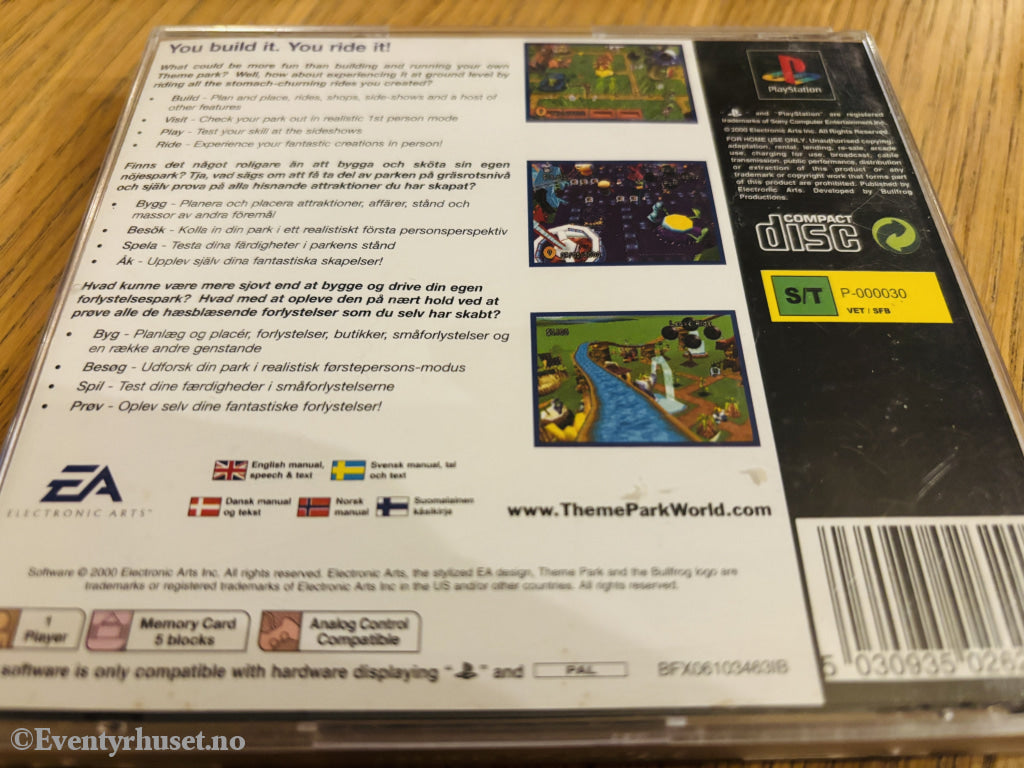 You build it. You ride it!
What could be more fun than building and running your own
Theme park? Well, how about experiencing it at ground level by
riding all the stomach-churning rides you created?
• Build - Plan and place, rides, shops, side-shows and a host of
other features
• Visit - Check your park out in realistic 1st person mode
• Play - Test your skill at the sideshows
• Ride - Experience your fantastic creations in person!
Finns det något roligare än att bygga och sköta sin egen
nöjespark? Tja, vad sägs om att få ta del av parken på gräsrotsnivå
och själv prova på alla hisnande attraktioner du har skapat?
• Bygg - Planera och placera attraktioner, affärer, stånd och
massor av andra föremål
• Besök - Kolla in din park i ett realistiskt första personsperspektiv
• Spela - Testa dina färdigheter i parkens stånd
• Åk - Upplev själv dina fantastiska skapelser!
Hvad kunne være mere sjovt end at bygge og drive din egen
forlystelsespark? Hvad med at opleve den på nært hold ved at
prøve alle de hæsblæsende forlystelser som du selv har skabt?
• Byg - Planlæg og placér, forlystelser, butikker, småforlystelser og
en række andre genstande
• Besøg - Udforsk din park i realistisk førstepersons-modus
• Spil - Test dine færdigheder i småforlystelserne
• Prøv - Oplev selv dine fantastiske forlystelser!
EA
ELECTRONIC ARTS™
English manual,
speech & text
Svensk manual, tal
och text
Dansk manual
og tekst
Norsk
manual
Suomalainen
käsikirja
www.ThemeParkWorld.com
Software © 2000 Electronic Arts Inc. All rights reserved. Electronic Arts, the stylized EA design, Theme Park and the Bullfrog logo are
trademarks or registered trademarks of Electronic Arts Inc in the US and/or other countries. All rights reserved.
1
Player
Memory Card
5 blocks
Analog Control
Compatible
software is only compatible with hardware displaying " " and PAL
BFX06103463IB
PlayStation
" " and "PlayStation" are registered
trademarks of Sony Computer Entertainment Inc.
© 2000 Electronic Arts Inc. All Rights Reserved.
FOR HOME USE ONLY. Unauthorised copying,
adaptation, rental, lending, re-sale, arcade
use, charging for use, broadcast, cable
transmission, public performance, distribution
or extraction of this product or any
trademark or copyright work that forms part
of this product are prohibited. Published by
Electronic Arts. Developed by Bullfrog
Productions.
COMPACT
disc
S/T
P-000030
VET / SFB
5 030935 0262
©Eventyrhuset.no